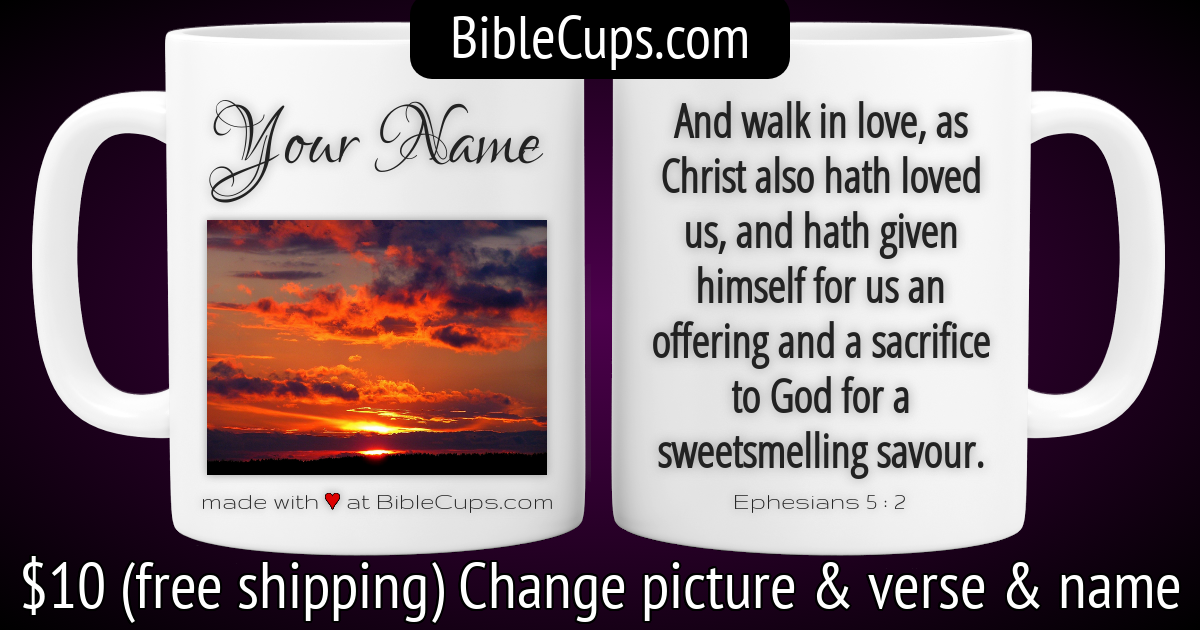 BibleCups.com
Your Name
made with ♥ at BibleCups.com
And walk in love, as
Christ also hath loved
us, and hath given
himself for us an
offering and a sacrifice
to God for a
sweetsmelling savour.
Ephesians 5 : 2
$10 (free shipping) Change picture & verse & name